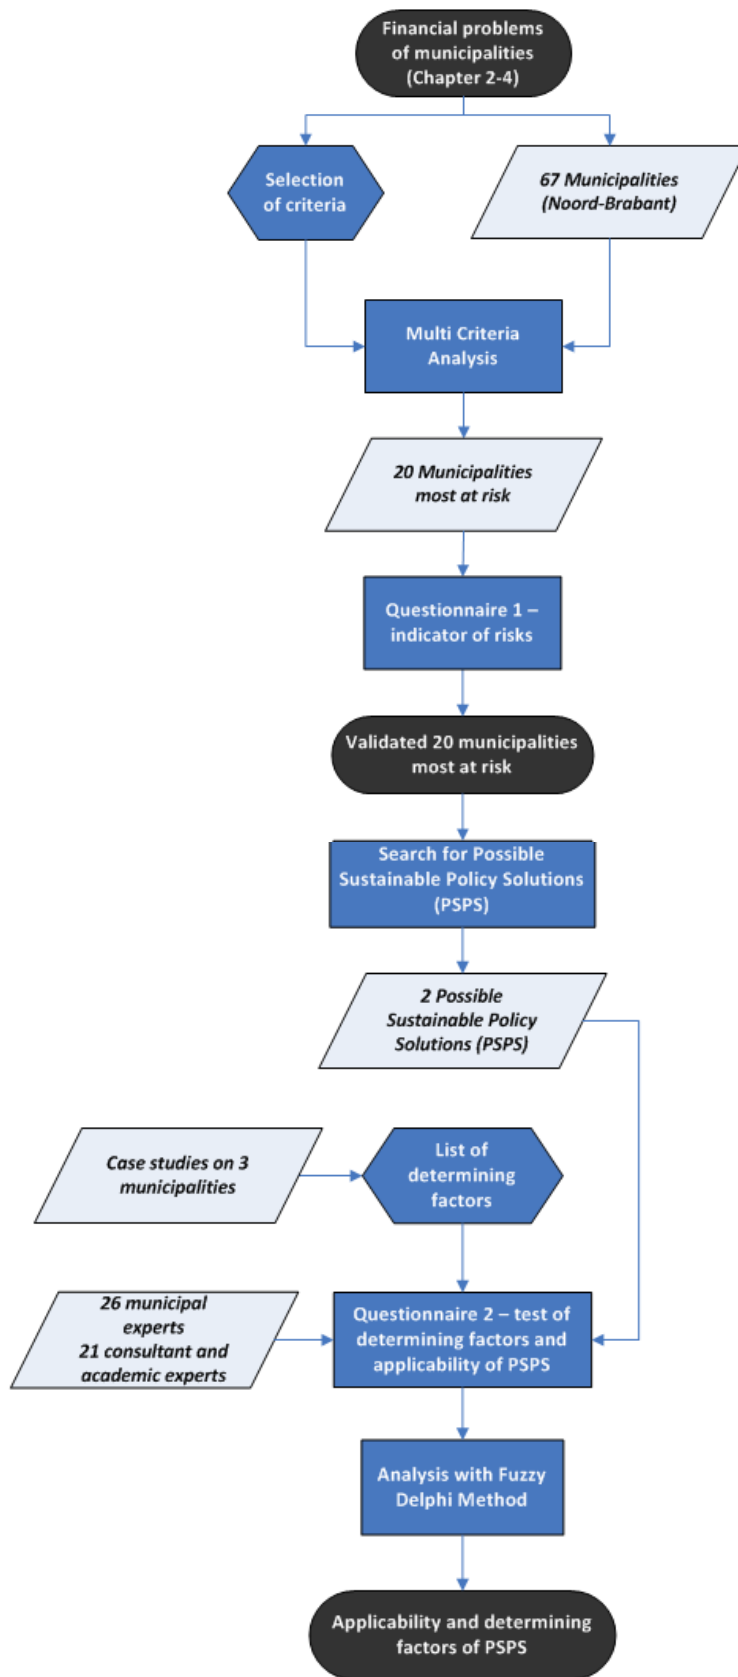 Financial problems
of municipalities
(Chapter 2-4)
Selection
of criteria
67 Municipalities
(Noord-Brabant)
Multi Criteria
Analysis
20 Municipalities
most at risk
Questionnaire 1 –
indicator of risks
Validated 20 municipalities
most at risk
Search for Possible
Sustainable Policy Solutions
(PSPS)
2 Possible
Sustainable Policy
Solutions (PSPS)
Case studies on 3
municipalities
List of
determining
factors
26 municipal
experts
21 consultant and
academic experts
Questionnaire 2 – test of
determining factors and
applicability of PSPS
Analysis with Fuzzy
Delphi Method
Applicability and determining
factors of PSPS